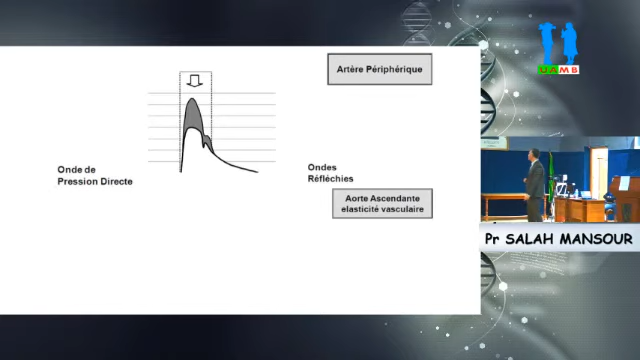 Artère Périphérique
Onde de
Pression Directe
Ondes
Réfléchies
Aorte Ascendante
elasticité vasculaire
UAMB
Pr SALAH MANSOUR